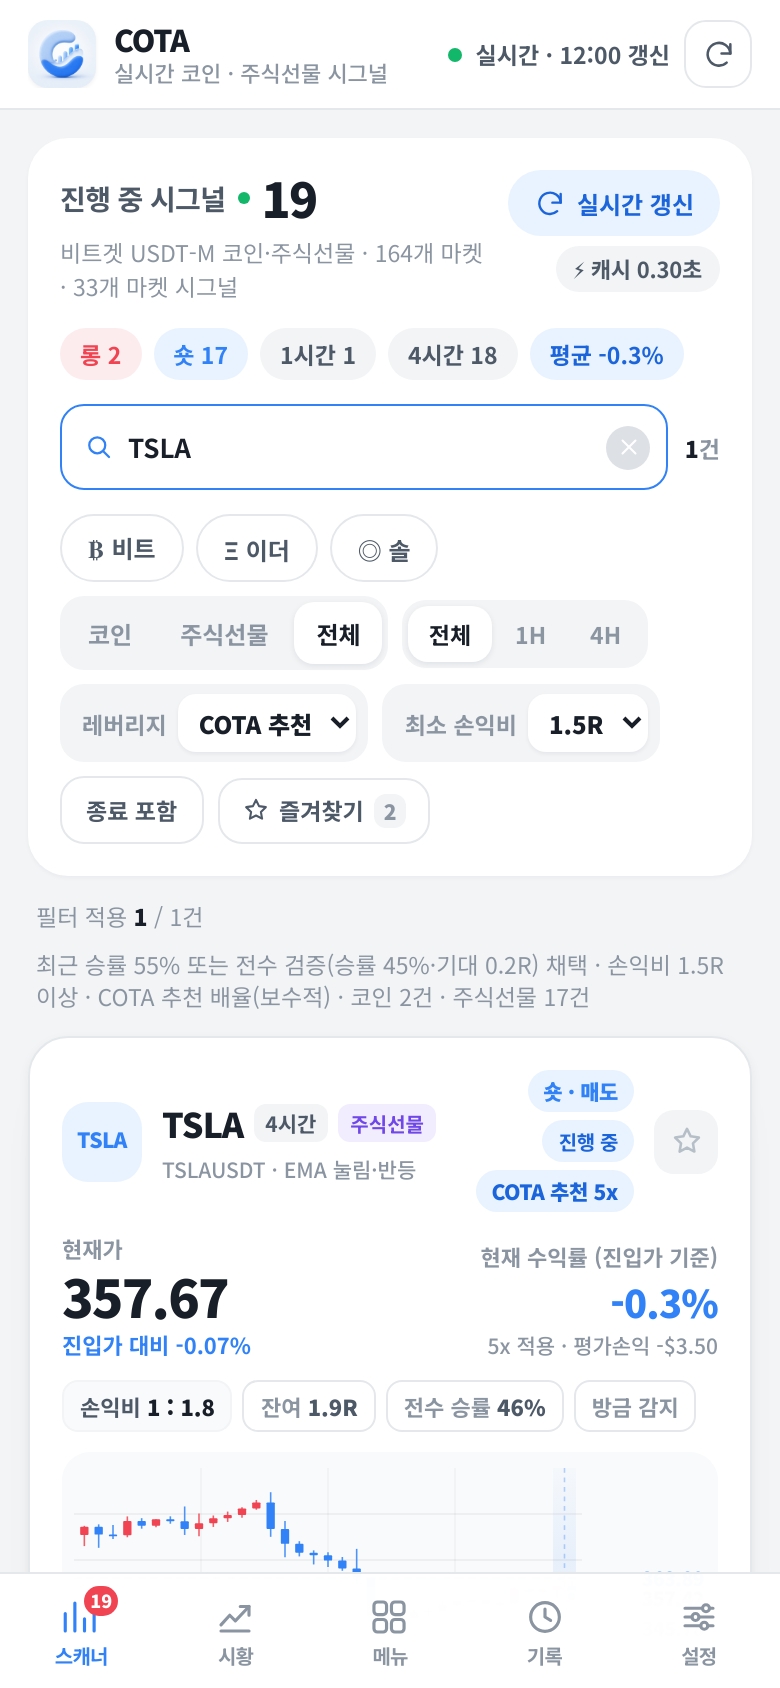 COTA
실시간 코인 · 주식선물 시그널
실시간 · 12:00 갱신
진행 중 시그널 19
실시간 갱신
비트겟 USDT-M 코인·주식선물 · 164개 마켓
· 33개 마켓 시그널
⚡ 캐시 0.30초
롱 2
숏 17
1시간 1
4시간 18
평균 -0.3%
TSLA
1건
₿ 비트
Ξ 이더
◎ 솔
코인 주식선물 전체
전체 1H 4H
레버리지 COTA 추천
최소 손익비 1.5R
종료 포함
즐겨찾기 2
필터 적용 1 / 1건
최근 승률 55% 또는 전수 검증(승률 45%·기대 0.2R) 채택 · 손익비 1.5R
이상 · COTA 추천 배율(보수적) · 코인 2건 · 주식선물 17건
TSLA
TSLA 4시간 주식선물
TSLAUSDT · EMA 눌림·반등
숏 · 매도
진행 중
COTA 추천 5x
현재가
357.67
진입가 대비 -0.07%
현재 수익률 (진입가 기준)
-0.3%
5x 적용 · 평가손익 -$3.50
손익비 1 : 1.8
잔여 1.9R
전수 승률 46%
방금 감지
19
스캐너
시황
메뉴
기록
설정